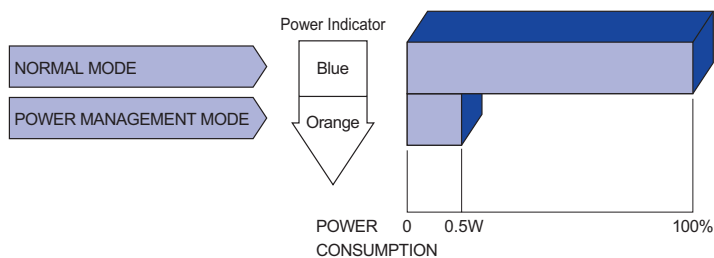 Power Indicator
NORMAL MODE
Blue
POWER MANAGEMENT MODE
Orange
POWER CONSUMPTION
0
0.5W
100%